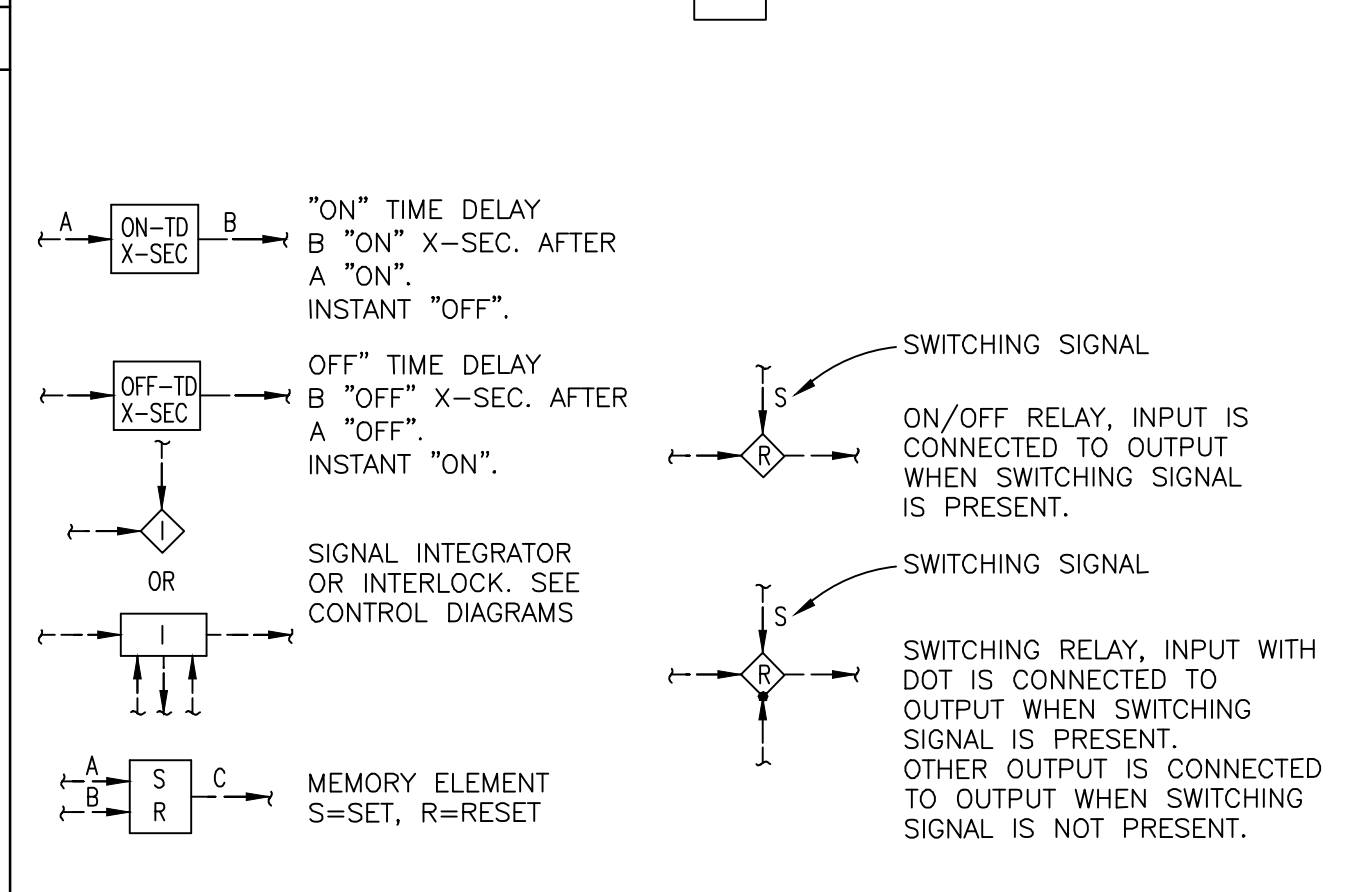 A
ON-TD
X-SEC
B
"ON" TIME DELAY
B "ON" X-SEC. AFTER
A "ON".
INSTANT "OFF".
OFF-TD
X-SEC
OFF" TIME DELAY
B "OFF" X-SEC. AFTER
A "OFF".
INSTANT "ON".
I
OR
I
SIGNAL INTEGRATOR
OR INTERLOCK. SEE
CONTROL DIAGRAMS
A
B
S
R
C
MEMORY ELEMENT
S=SET, R=RESET
SWITCHING SIGNAL
S
R
ON/OFF RELAY, INPUT IS
CONNECTED TO OUTPUT
WHEN SWITCHING SIGNAL
IS PRESENT.
SWITCHING SIGNAL
S
R
SWITCHING RELAY, INPUT WITH
DOT IS CONNECTED TO
OUTPUT WHEN SWITCHING
SIGNAL IS PRESENT.
OTHER OUTPUT IS CONNECTED
TO OUTPUT WHEN SWITCHING
SIGNAL IS NOT PRESENT.